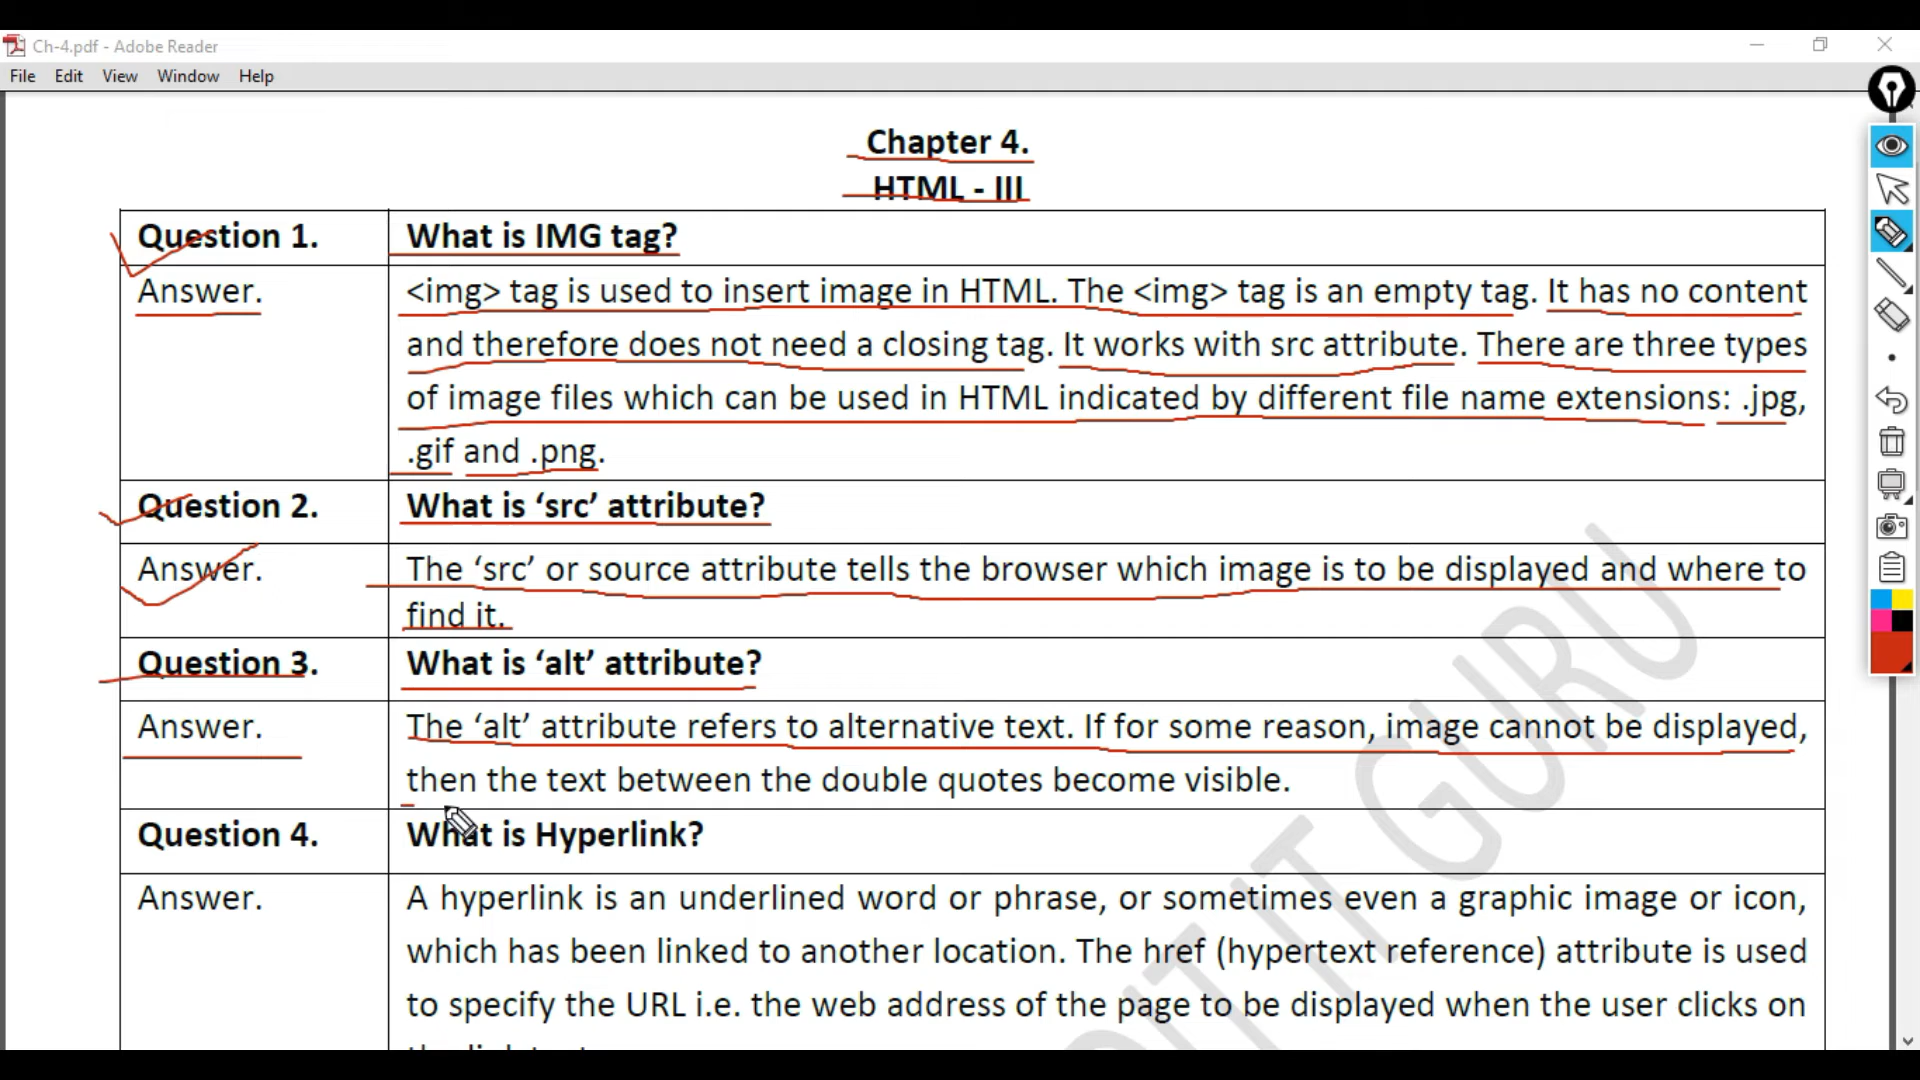 Ch-4.pdf - Adobe Reader
File Edit View Window Help
Chapter 4.
HTML - III
Question 1. What is IMG tag?
Answer. <img> tag is used to insert image in HTML. The <img> tag is an empty tag. It has no content
and therefore does not need a closing tag. It works with src attribute. There are three types
of image files which can be used in HTML indicated by different file name extensions: .jpg,
.gif and .png.
Question 2. What is ‘src’ attribute?
Answer. The ‘src’ or source attribute tells the browser which image is to be displayed and where to
find it.
Question 3. What is ‘alt’ attribute?
Answer. The ‘alt’ attribute refers to alternative text. If for some reason, image cannot be displayed,
then the text between the double quotes become visible.
Question 4. What is Hyperlink?
Answer. A hyperlink is an underlined word or phrase, or sometimes even a graphic image or icon,
which has been linked to another location. The href (hypertext reference) attribute is used
to specify the URL i.e. the web address of the page to be displayed when the user clicks on
IT GURU